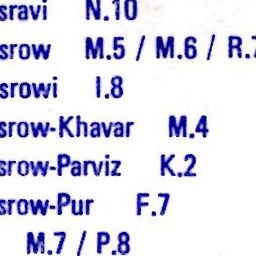 sravi N.10
srow M.5 / M.6 / R.7
srowi I.8
srow-Khavar M.4
srow-Parviz K.2
srow-Pur F.7
M.7 / P.8